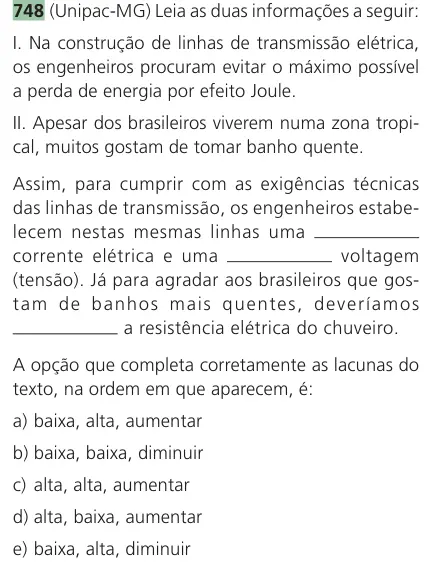 748 (Unipac-MG) Leia as duas informações a seguir:
I. Na construção de linhas de transmissão elétrica,
os engenheiros procuram evitar o máximo possível
a perda de energia por efeito Joule.
II. Apesar dos brasileiros viverem numa zona tropi-
cal, muitos gostam de tomar banho quente.
Assim, para cumprir com as exigências técnicas
das linhas de transmissão, os engenheiros estabe-
lecem nestas mesmas linhas uma ____________
corrente elétrica e uma ____________ voltagem
(tensão). Já para agradar aos brasileiros que gos-
tam de banhos mais quentes, deveríamos
____________ a resistência elétrica do chuveiro.
A opção que completa corretamente as lacunas do
texto, na ordem em que aparecem, é:
a) baixa, alta, aumentar
b) baixa, baixa, diminuir
c) alta, alta, aumentar
d) alta, baixa, aumentar
e) baixa, alta, diminuir